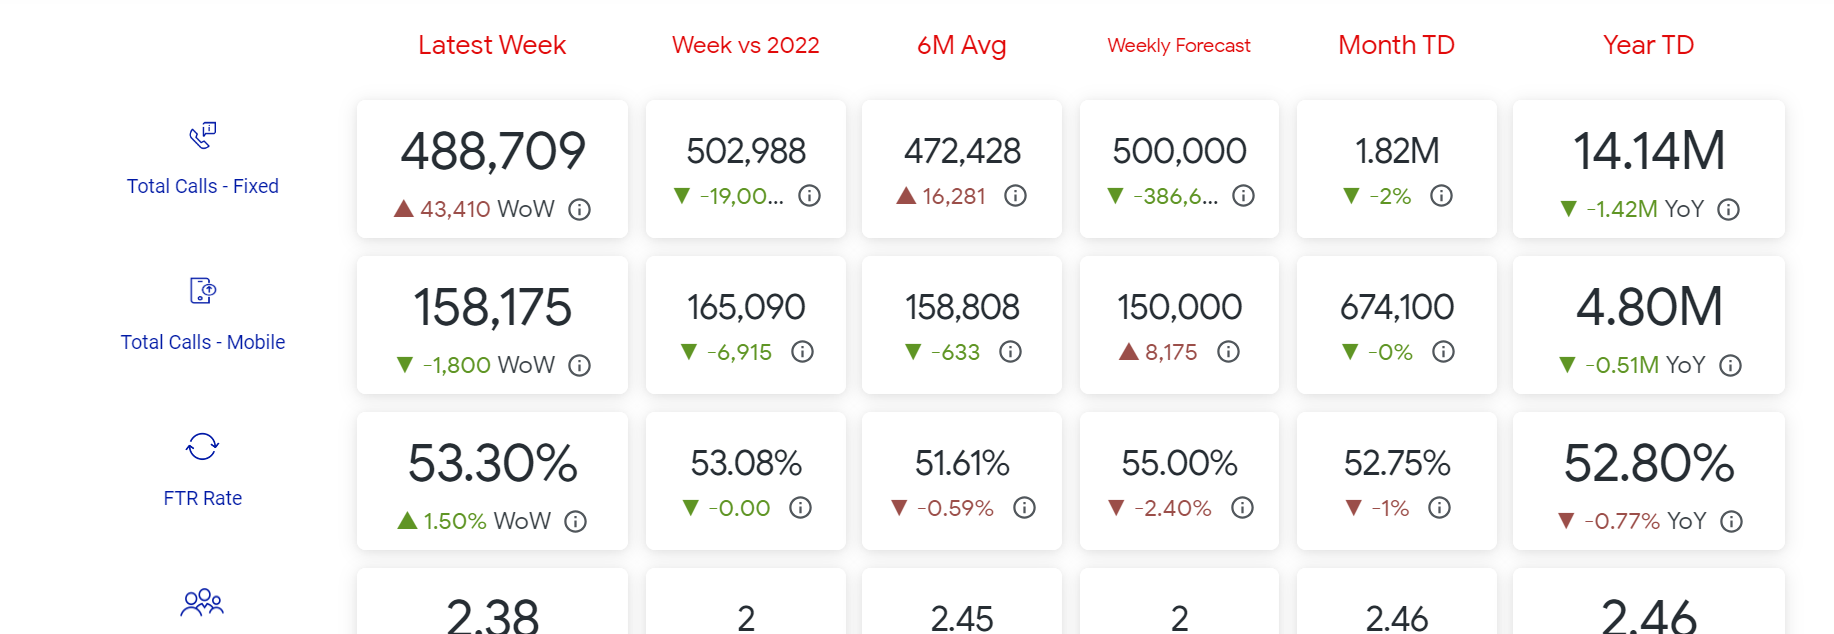 Latest Week
Week vs 2022
6M Avg
Weekly Forecast
Month TD
Year TD
Total Calls - Fixed
488,709
▲ 43,410 WoW
502,988
▼ -19,00...
472,428
▲ 16,281
500,000
▼ -386,6...
1.82M
▼ -2%
14.14M
▼ -1.42M YoY
Total Calls - Mobile
158,175
▼ -1,800 WoW
165,090
▼ -6,915
158,808
▼ -633
150,000
▲ 8,175
674,100
▼ -0%
4.80M
▼ -0.51M YoY
FTR Rate
53.30%
▲ 1.50% WoW
53.08%
▼ -0.00
51.61%
▼ -0.59%
55.00%
▼ -2.40%
52.75%
▼ -1%
52.80%
▼ -0.77% YoY
2.38
2
2.45
2
2.46
2.46